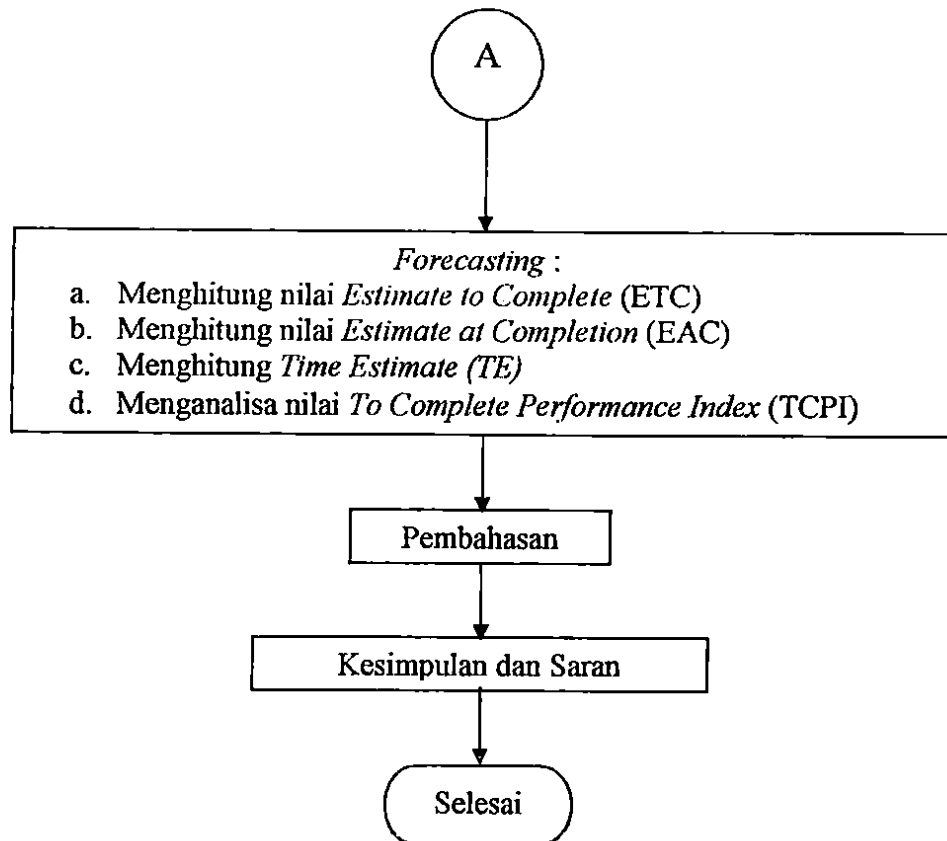 A
Forecasting :
a. Menghitung nilai Estimate to Complete (ETC)
b. Menghitung nilai Estimate at Completion (EAC)
c. Menghitung Time Estimate (TE)
d. Menganalisa nilai To Complete Performance Index (TCPI)
Pembahasan
Kesimpulan dan Saran
Selesai